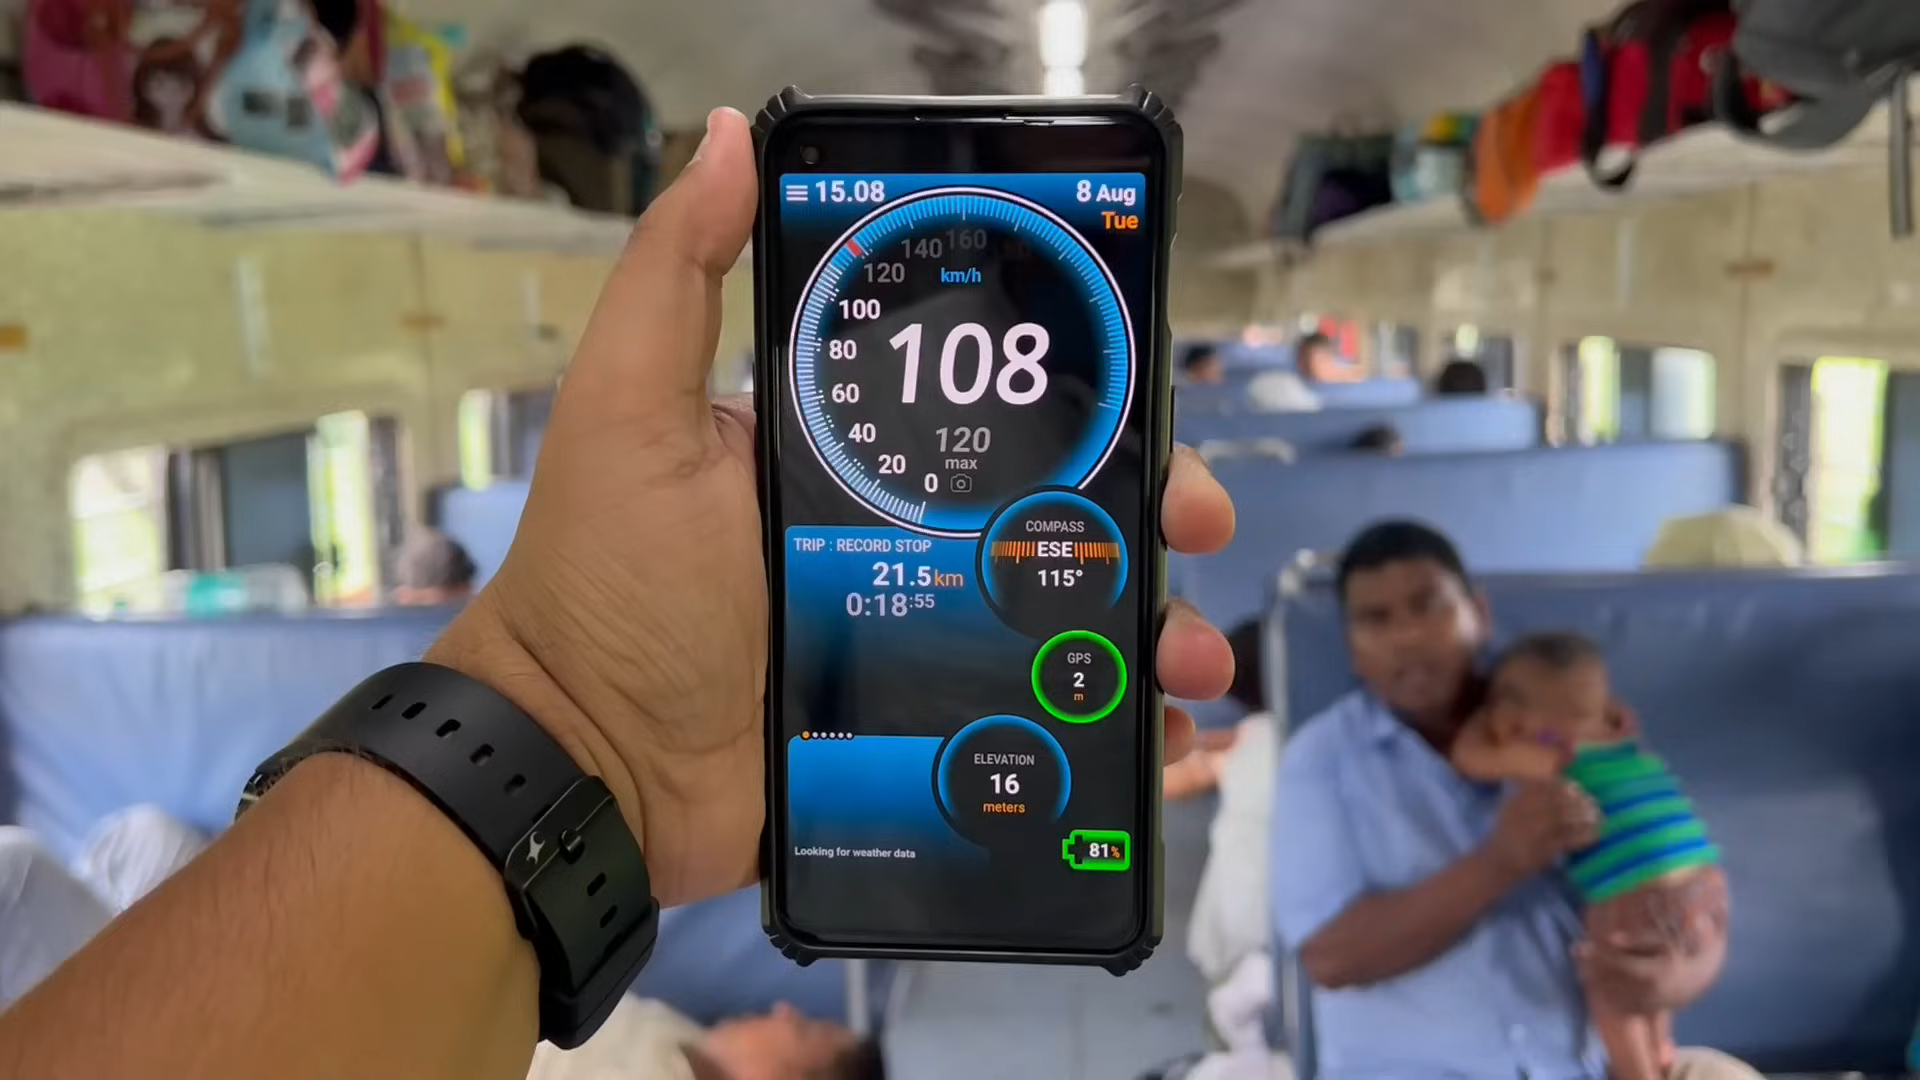 15.08
8 Aug
Tue
160
140
120
km/h
100
108
80
60
40
120
max
20
0
COMPASS
ESE
115°
TRIP : RECORD STOP
21.5km
0:18:55
GPS
2
m
ELEVATION
16
meters
Looking for weather data
81%